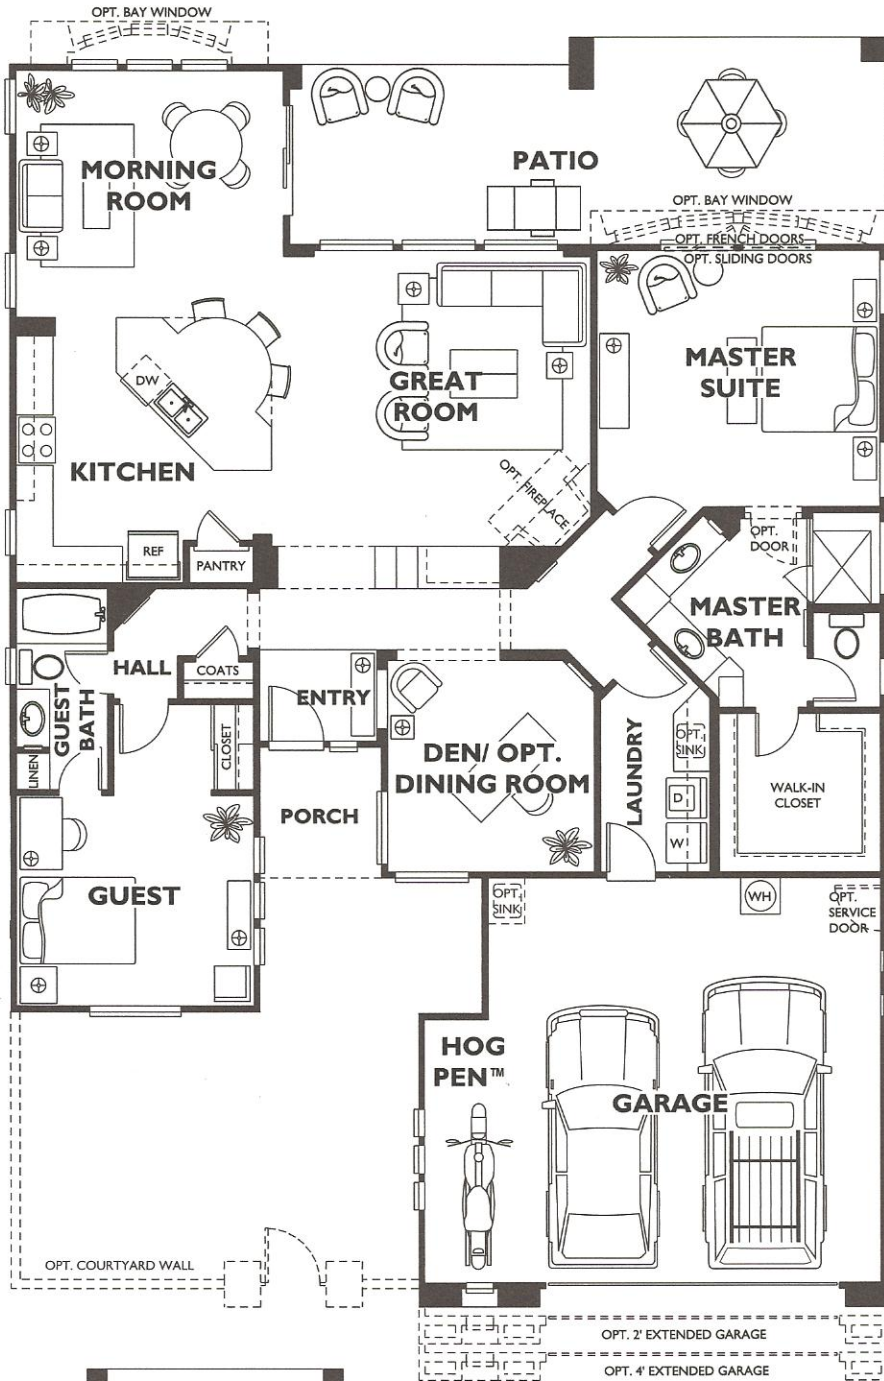 OPT. BAY WINDOW
MORNING
ROOM
PATIO
OPT. BAY WINDOW
OPT. FRENCH DOORS
OPT. SLIDING DOORS
DW
GREAT
ROOM
MASTER
SUITE
KITCHEN
OPT. FIREPLACE
REF
PANTRY
OPT.
DOOR
MASTER
BATH
HALL
COATS
GUEST
BATH
ENTRY
CLOSET
LINEN
DEN/ OPT.
DINING ROOM
LAUNDRY
OPT.
SINK
D
W
WALK-IN
CLOSET
PORCH
GUEST
OPT.
SINK
WH
OPT.
SERVICE
DOOR
HOG
PEN™
GARAGE
OPT. COURTYARD WALL
OPT. 2' EXTENDED GARAGE
OPT. 4' EXTENDED GARAGE